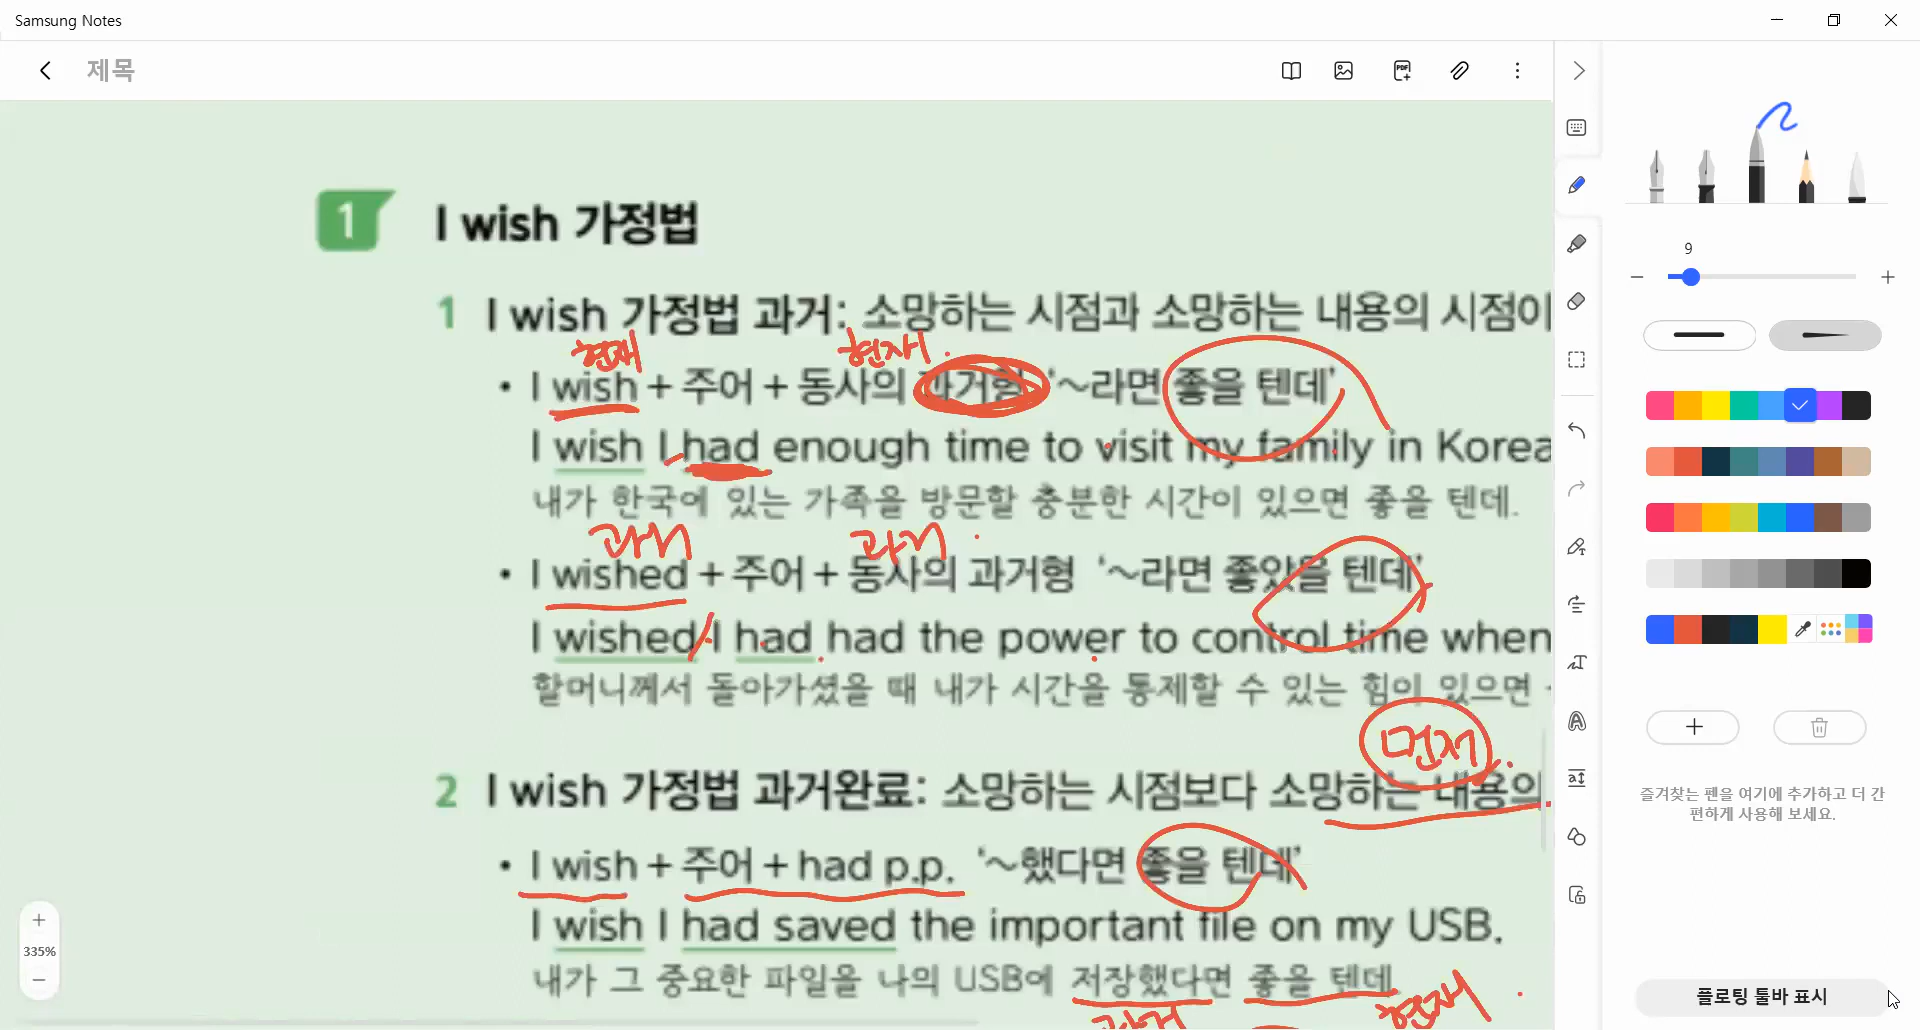 Samsung Notes
제목
1 I wish 가정법
1 I wish 가정법 과거: 소망하는 시점과 소망하는 내용의 시점이
현재 현재
• I wish + 주어 + 동사의 과거형 ‘~라면 좋을 텐데’
I wish I had enough time to visit my family in Korea
내가 한국에 있는 가족을 방문할 충분한 시간이 있으면 좋을 텐데.
과거 과거
• I wished + 주어 + 동사의 과거형 ‘~라면 좋았을 텐데’
I wished I had had the power to control time when
할머니께서 돌아가셨을 때 내가 시간을 통제할 수 있는 힘이 있으면
먼저
2 I wish 가정법 과거완료: 소망하는 시점보다 소망하는 내용의
• I wish + 주어 + had p.p. ‘~했다면 좋을 텐데’
I wish I had saved the important file on my USB.
내가 그 중요한 파일을 나의 USB에 저장했다면 좋을 텐데.
과거 현재
335%
9
즐겨찾는 펜을 여기에 추가하고 더 간
편하게 사용해 보세요.
플로팅 툴바 표시